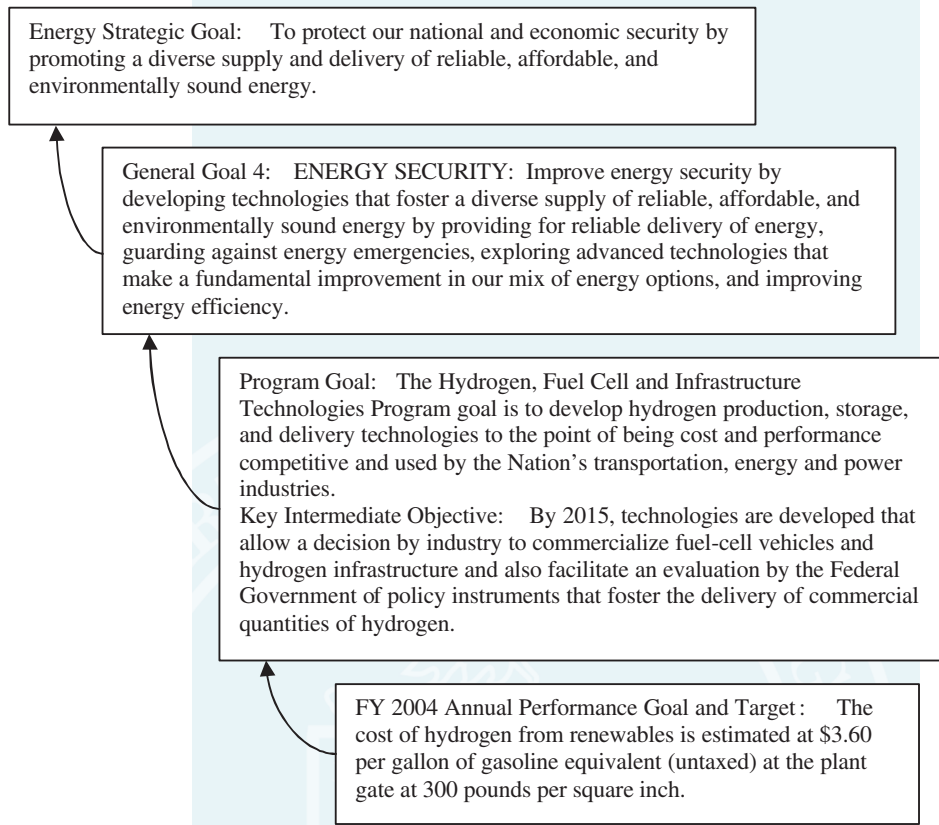 Energy Strategic Goal: To protect our national and economic security by
promoting a diverse supply and delivery of reliable, affordable, and
environmentally sound energy.
General Goal 4: ENERGY SECURITY: Improve energy security by
developing technologies that foster a diverse supply of reliable, affordable, and
environmentally sound energy by providing for reliable delivery of energy,
guarding against energy emergencies, exploring advanced technologies that
make a fundamental improvement in our mix of energy options, and improving
energy efficiency.
Program Goal: The Hydrogen, Fuel Cell and Infrastructure
Technologies Program goal is to develop hydrogen production, storage,
and delivery technologies to the point of being cost and performance
competitive and used by the Nation's transportation, energy and power
industries.
Key Intermediate Objective: By 2015, technologies are developed that
allow a decision by industry to commercialize fuel-cell vehicles and
hydrogen infrastructure and also facilitate an evaluation by the Federal
Government of policy instruments that foster the delivery of commercial
quantities of hydrogen.
FY 2004 Annual Performance Goal and Target: The
cost of hydrogen from renewables is estimated at $3.60
per gallon of gasoline equivalent (untaxed) at the plant
gate at 300 pounds per square inch.